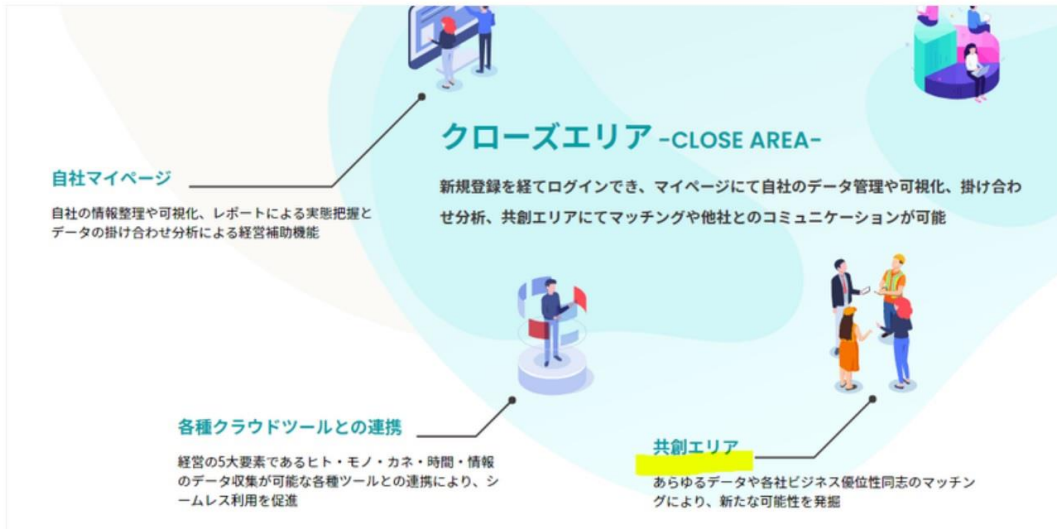 クローズエリア -CLOSE AREA-
新規登録を経てログインでき、マイページにて自社のデータ管理や可視化、掛け合わ
せ分析、共創エリアにてマッチングや他社とのコミュニケーションが可能
自社マイページ
自社の情報整理や可視化、レポートによる実態把握と
データの掛け合わせ分析による経営補助機能
各種クラウドツールとの連携
経営の5大要素であるヒト・モノ・カネ・時間・情報
のデータ収集が可能な各種ツールとの連携により、シ
ームレス利用を促進
共創エリア
あらゆるデータや各社ビジネス優位性同志のマッチン
グにより、新たな可能性を発掘